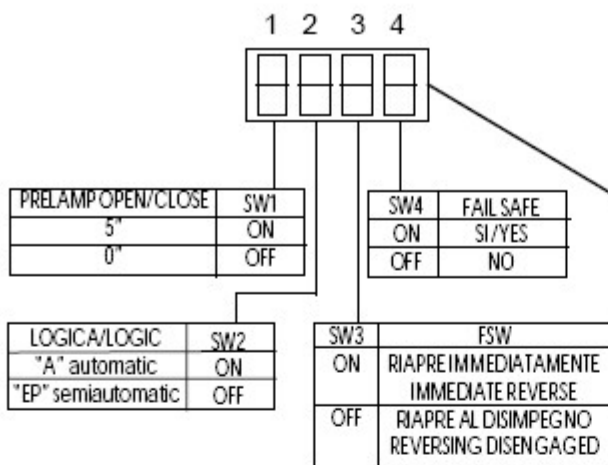 1 2 3 4
PRELAMP OPEN/CLOSE SW1
5" ON
0" OFF
SW4 FAIL SAFE
ON SI/YES
OFF NO
LOGICA/LOGIC SW2
"A" automatic ON
"EP" semiautomatic OFF
SW3 FSW
ON RIAPRE IMMEDIATAMENTE
IMMEDIATE REVERSE
OFF RIAPRE AL DISIMPEGNO
REVERSING DISENGAGED